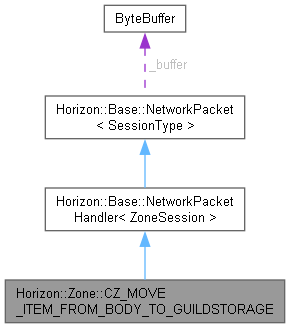 ByteBuffer
_buffer
Horizon::Base::NetworkPacket
< SessionType >
Horizon::Base::NetworkPacket
Handler< ZoneSession >
Horizon::Zone::CZ_MOVE
_ITEM_FROM_BODY_TO_GUILDSTORAGE